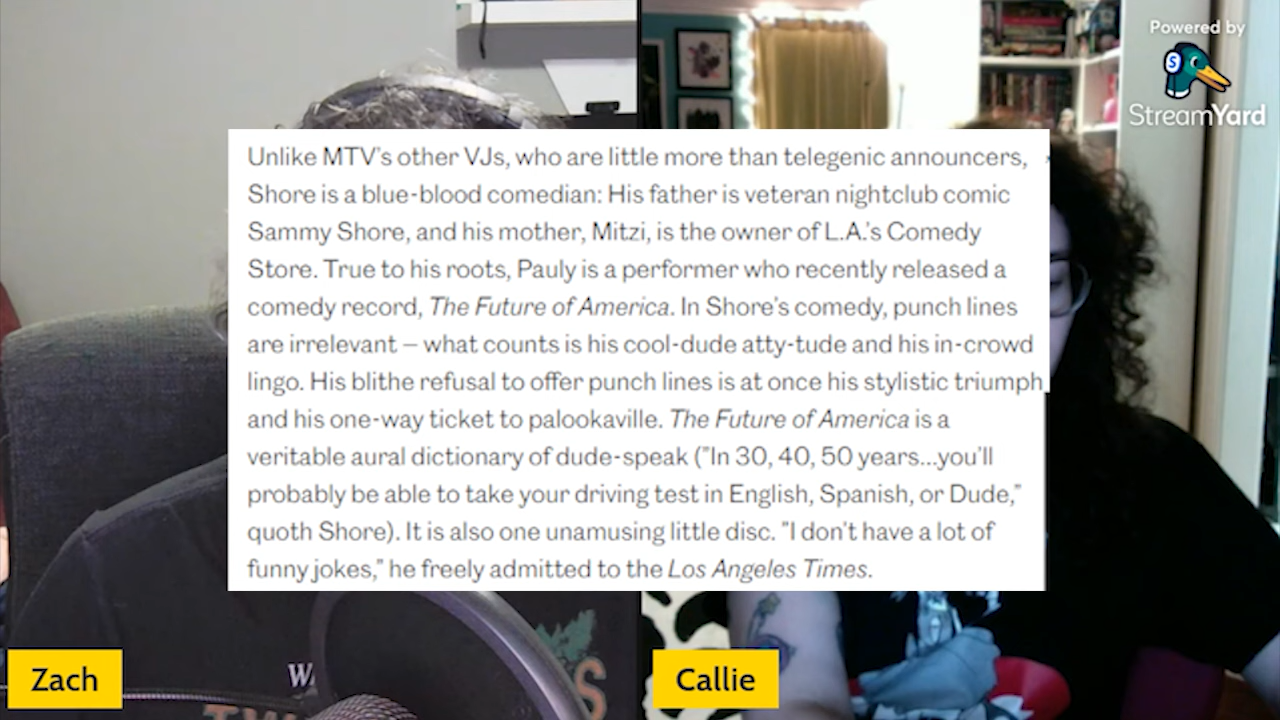 Powered by
S
StreamYard
Unlike MTV's other VJs, who are little more than telegenic announcers,
Shore is a blue-blood comedian: His father is veteran nightclub comic
Sammy Shore, and his mother, Mitzi, is the owner of L.A.'s Comedy
Store. True to his roots, Pauly is a performer who recently released a
comedy record, The Future of America. In Shore's comedy, punch lines
are irrelevant — what counts is his cool-dude atty-tude and his in-crowd
lingo. His blithe refusal to offer punch lines is at once his stylistic triumph
and his one-way ticket to palookaville. The Future of America is a
veritable aural dictionary of dude-speak ("In 30, 40, 50 years...you'll
probably be able to take your driving test in English, Spanish, or Dude,"
quoth Shore). It is also one unamusing little disc. "I don't have a lot of
funny jokes," he freely admitted to the Los Angeles Times.
Zach
Callie